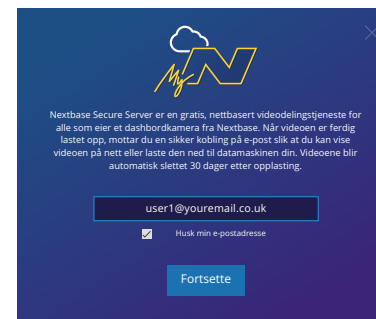 My N
Nextbase Secure Server er en gratis, nettbasert videodelingstjeneste for
alle som eier et dashbordkamera fra Nextbase. Når videoen er ferdig
lastet opp, mottar du en sikker kobling på e-post slik at du kan vise
videoen på nett eller laste den ned til datamaskinen din. Videoene blir
automatisk slettet 30 dager etter opplasting.
user1@youremail.co.uk
Husk min e-postadresse
Fortsette